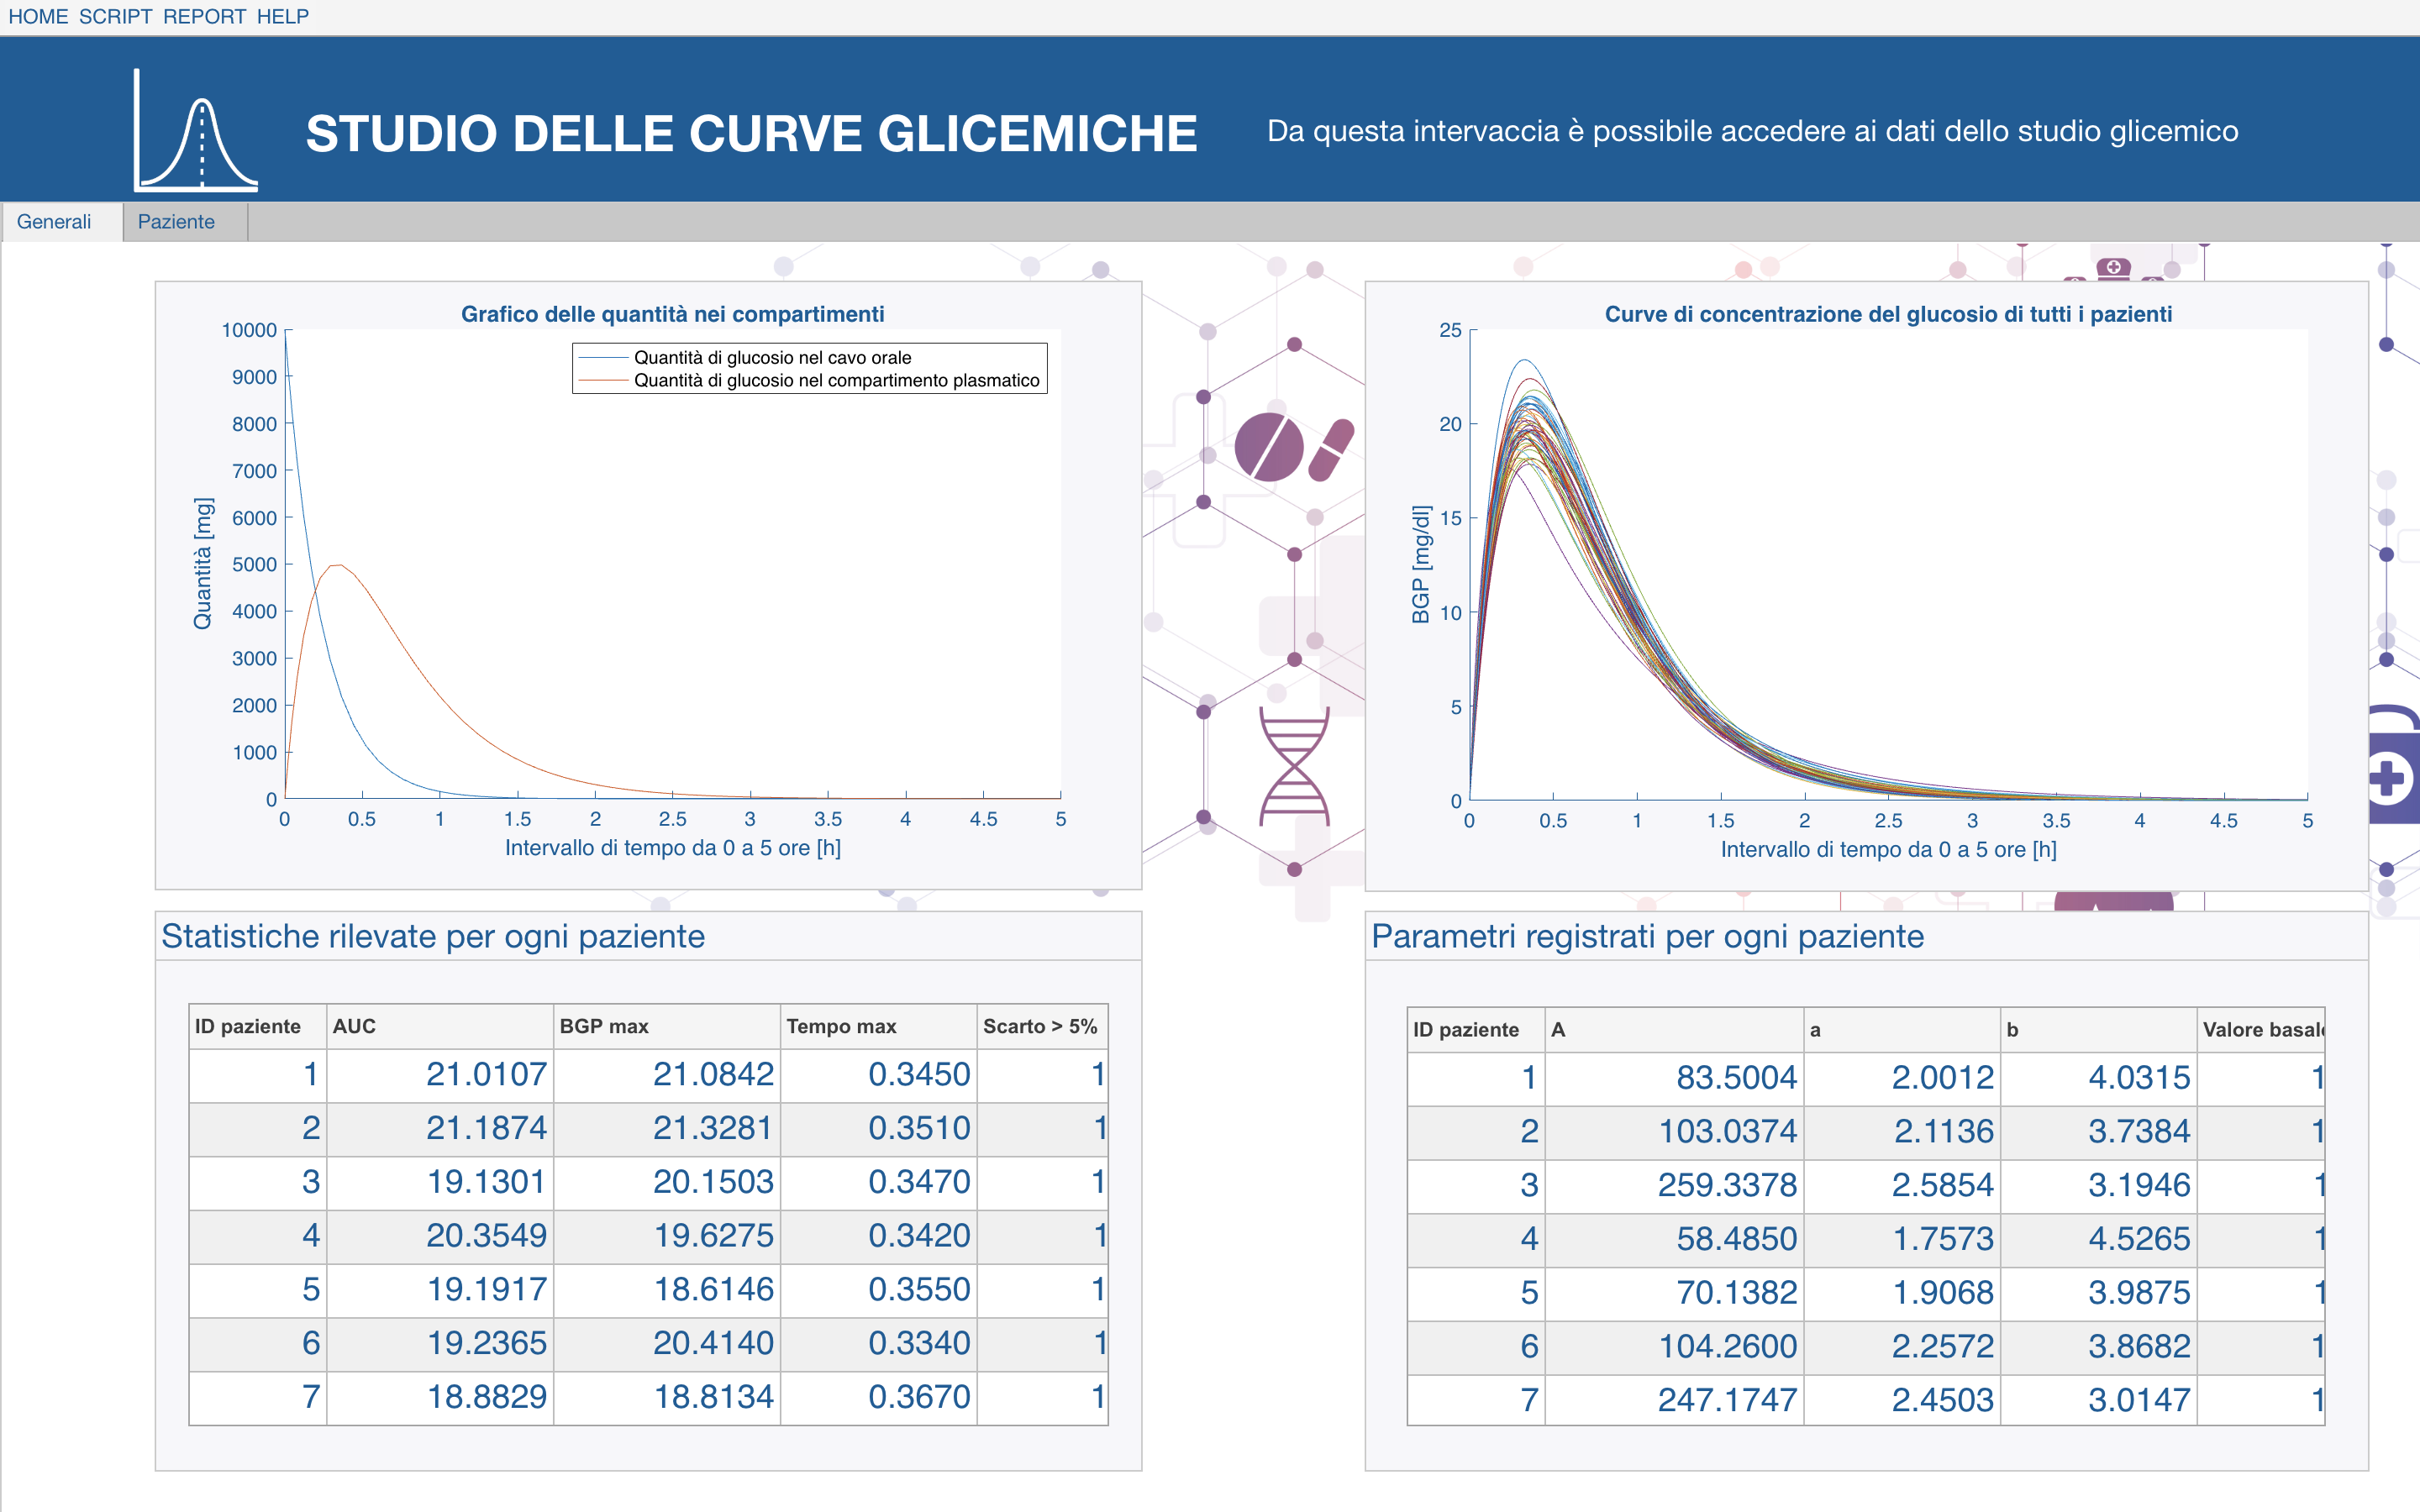 HOME SCRIPT REPORT HELP
STUDIO DELLE CURVE GLICEMICHE
Da questa intervaccia è possibile accedere ai dati dello studio glicemico
Generali Paziente
Grafico delle quantità nei compartimenti
Quantità di glucosio nel cavo orale
Quantità di glucosio nel compartimento plasmatico
Quantità [mg]
10000
9000
8000
7000
6000
5000
4000
3000
2000
1000
0
0 0.5 1 1.5 2 2.5 3 3.5 4 4.5 5
Intervallo di tempo da 0 a 5 ore [h]
Curve di concentrazione del glucosio di tutti i pazienti
BGP [mg/dl]
25
20
15
10
5
0
0 0.5 1 1.5 2 2.5 3 3.5 4 4.5 5
Intervallo di tempo da 0 a 5 ore [h]
Statistiche rilevate per ogni paziente
ID paziente AUC BGP max Tempo max Scarto > 5%
1 21.0107 21.0842 0.3450 1
2 21.1874 21.3281 0.3510 1
3 19.1301 20.1503 0.3470 1
4 20.3549 19.6275 0.3420 1
5 19.1917 18.6146 0.3550 1
6 19.2365 20.4140 0.3340 1
7 18.8829 18.8134 0.3670 1
Parametri registrati per ogni paziente
ID paziente A a b Valore basale
1 83.5004 2.0012 4.0315 1
2 103.0374 2.1136 3.7384 1
3 259.3378 2.5854 3.1946 1
4 58.4850 1.7573 4.5265 1
5 70.1382 1.9068 3.9875 1
6 104.2600 2.2572 3.8682 1
7 247.1747 2.4503 3.0147 1